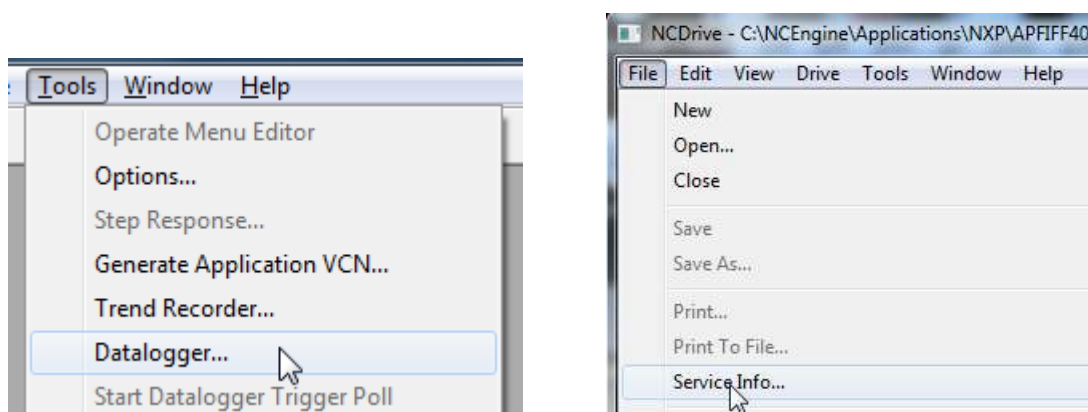 Tools Window Help
Operate Menu Editor
Options...
Step Response...
Generate Application VCN...
Trend Recorder...
Datalogger...
Start Datalogger Trigger Poll
NCDrive - C:\NCEngine\Applications\NXP\APFIFF40
File Edit View Drive Tools Window Help
New
Open...
Close
Save
Save As...
Print...
Print To File...
Service Info...